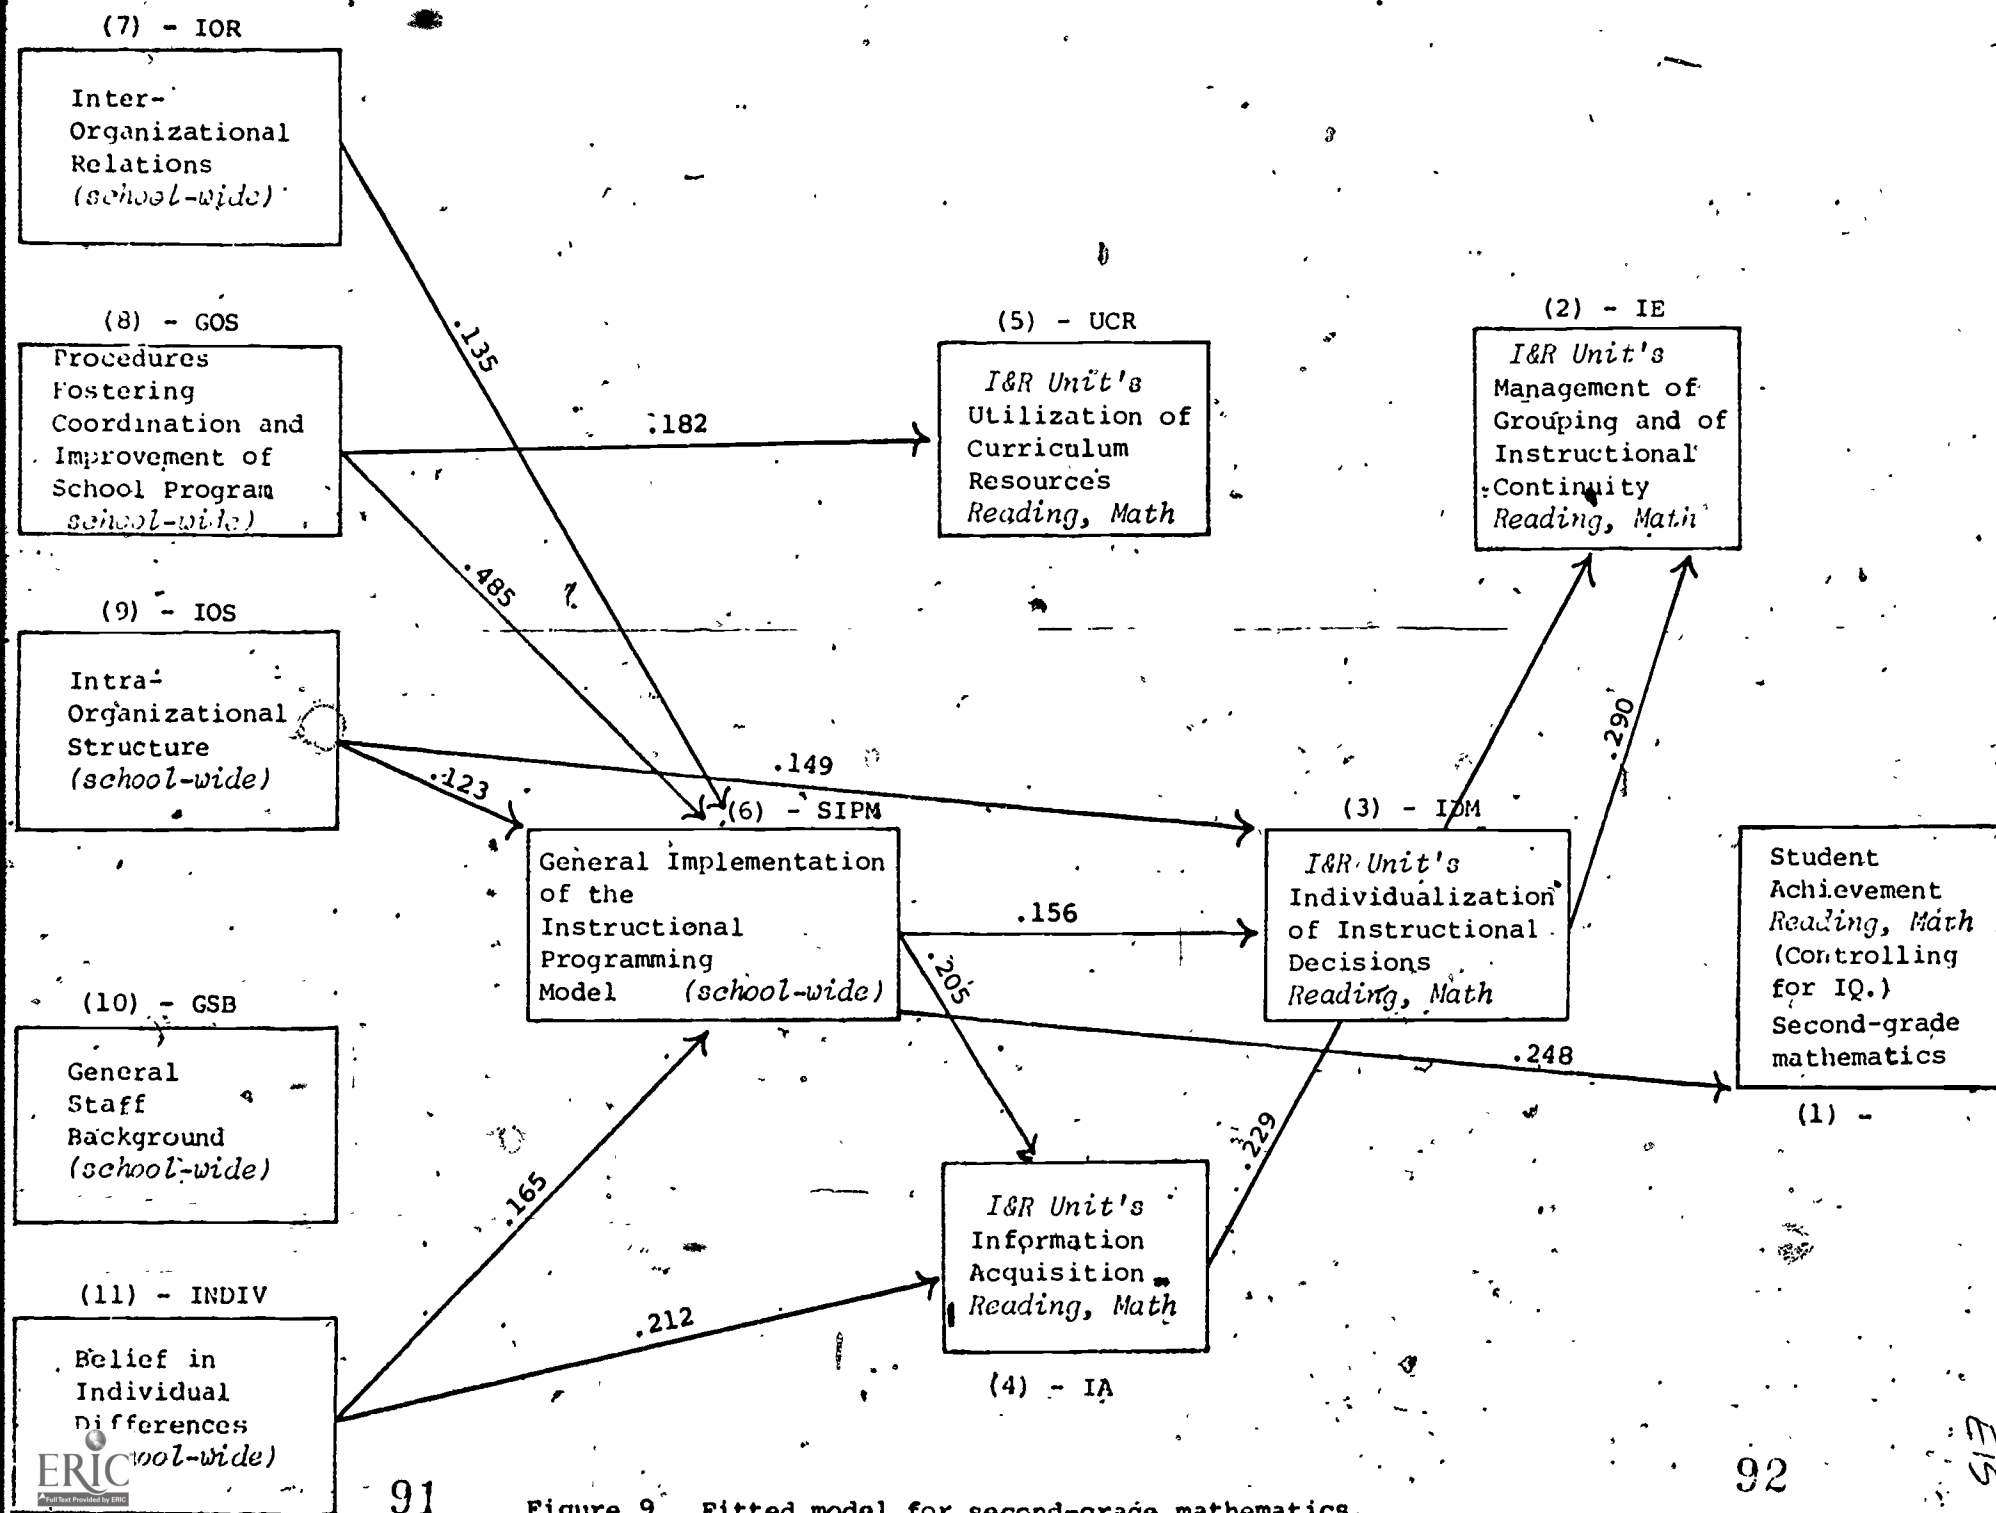 (7) - IOR
Inter-
Organizational
Relations
(school-wide)
(8) - GOS
Procedures
Fostering
Coordination and
Improvement of
School Program
school-wide)
(9) - IOS
Intra-
Organizational
Structure
(school-wide)
(10) - GSB
General
Staff
Background
(school-wide)
(11) - INDIV
Belief in
Individual
Differences
ool-wide)
.135
.182
.485
.123
.149
.165
.212
(5) - UCR
I&R Unit's
Utilization of
Curriculum
Resources
Reading, Math
(6) - SIPM
General Implementation
of the
Instructional
Programming
Model (school-wide)
.156
.205
.248
(4) - IA
I&R Unit's
Information
Acquisition
Reading, Math
.229
(3) - IDM
I&R Unit's
Individualization
of Instructional
Decisions
Reading, Math
.290
(2) - IE
I&R Unit's
Management of
Grouping and of
Instructional
Continuity
Reading, Math
Student
Achievement
Reading, Math
(Controlling
for IQ.)
Second-grade
mathematics
(1) -
ERIC
Full Text Provided by ERIC
91
Figure 9 Fitted model for second-grade mathematics.
92